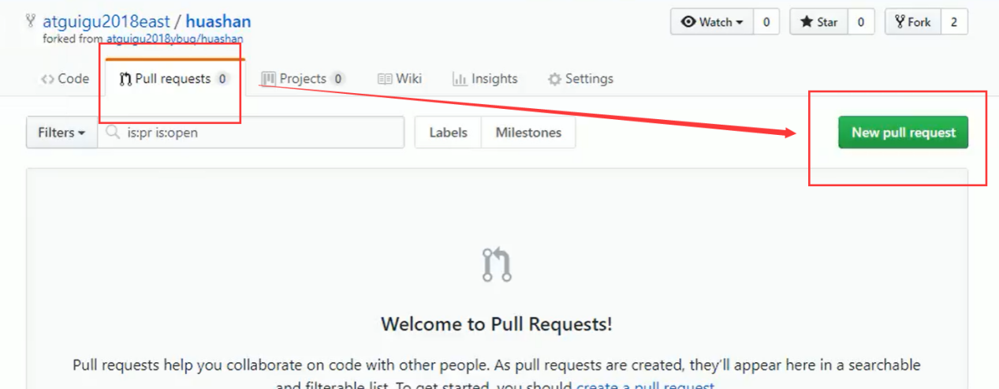 atguigu2018east / huashan
Watch 0 Star 0 Fork 2
forked from atguigu2018ybuq/huashan
Code Pull requests 0 Projects 0 Wiki Insights Settings
Filters is:pr is:open Labels Milestones New pull request
Welcome to Pull Requests!
Pull requests help you collaborate on code with other people. As pull requests are created, they'll appear here in a searchable
and filterable list. To get started, you should create a pull request.